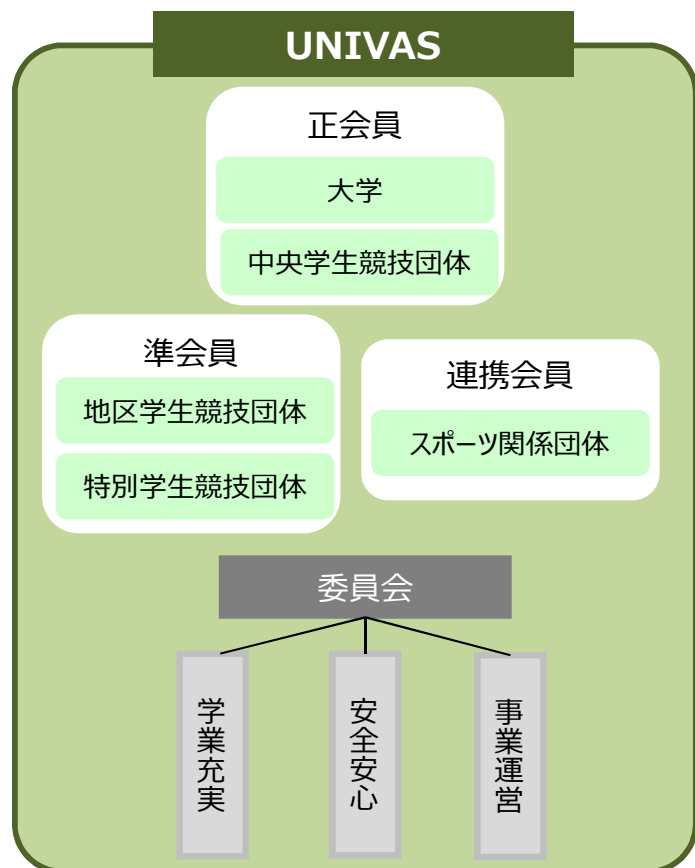 UNIVAS
正会員
大学
中央学生競技団体
準会員
地区学生競技団体
特別学生競技団体
連携会員
スポーツ関係団体
委員会
学業充実
安全安心
事業運営